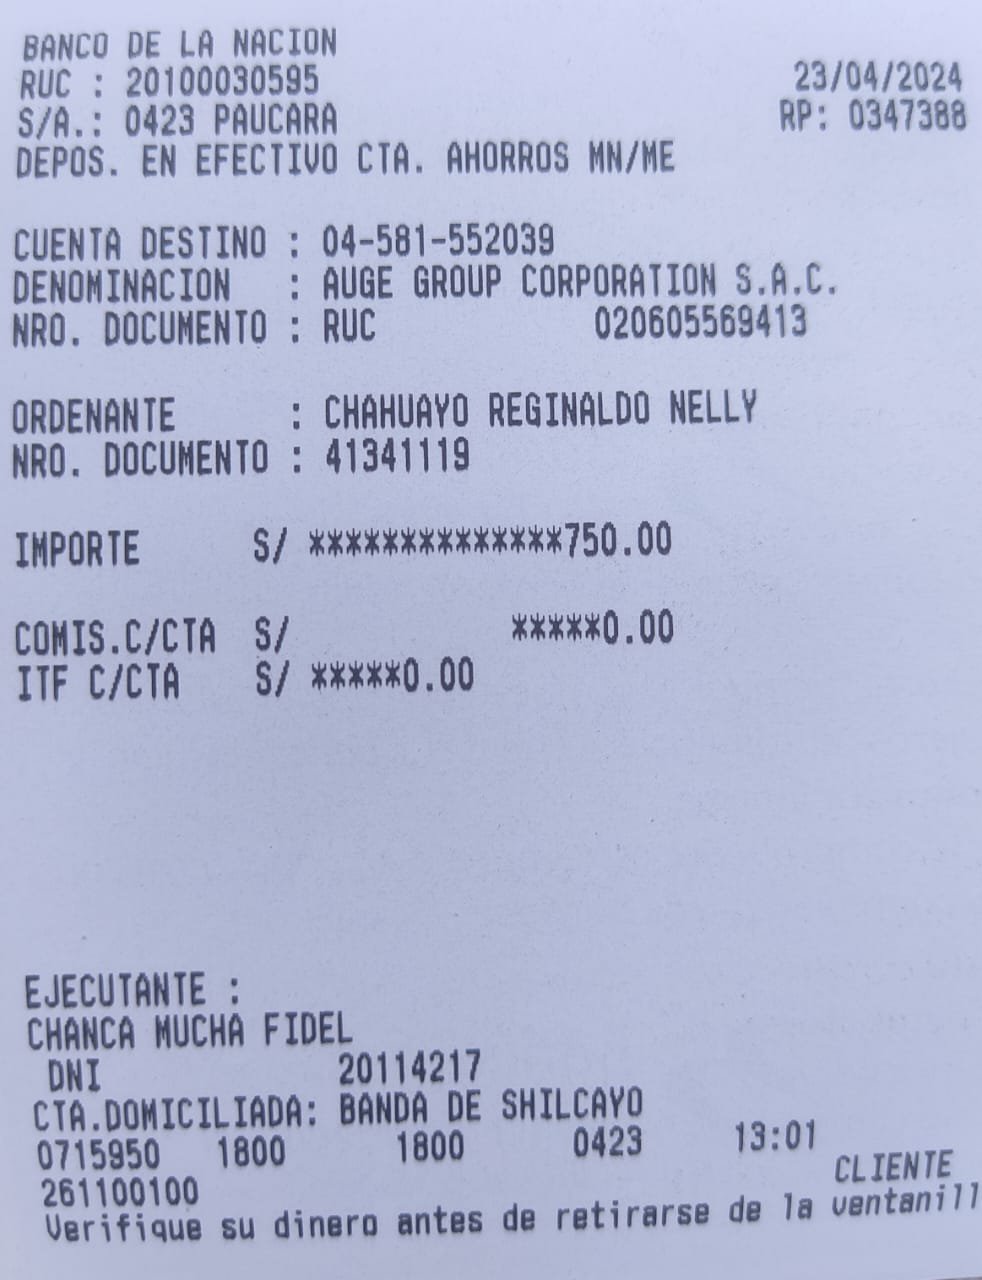 BANCO DE LA NACION
RUC : 20100030595 23/04/2024
S/A.: 0423 PAUCARA RP: 0347388
DEPOS. EN EFECTIVO CTA. AHORROS MN/ME
CUENTA DESTINO : 04-581-552039
DENOMINACION : AUGE GROUP CORPORATION S.A.C.
NRO. DOCUMENTO : RUC 020605569413
ORDENANTE : CHAHUAYO REGINALDO NELLY
NRO. DOCUMENTO : 41341119
IMPORTE S/ **************750.00
COMIS.C/CTA S/ *****0.00
ITF C/CTA S/ *****0.00
EJECUTANTE :
CHANCA MUCHA FIDEL
DNI 20114217
CTA.DOMICILIADA: BANDA DE SHILCAYO
0715950 1800 1800 0423 13:01
CLIENTE
261100100
Verifique su dinero antes de retirarse de la ventanill